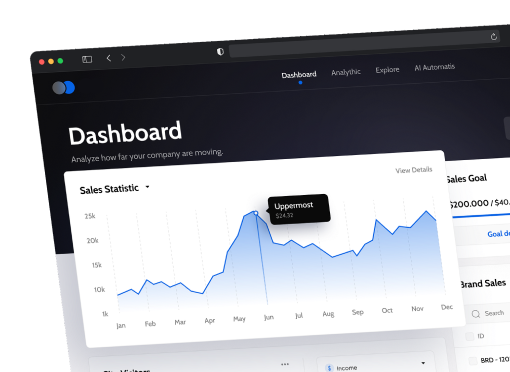 Dashboard
Analythic
Explore
AI Automatis
Dashboard
Analyze how far your company are moving.
Sales Statistic
View Details
25k
20k
15k
10k
1k
Uppermost
$24.32
Jan
Feb
Mar
Apr
May
Jun
Jul
Aug
Sep
Oct
Nov
Dec
Sales Goal
$200.000 / $40.
Goal de
Brand Sales
Search
ID
BRD - 120
Visitors
$ Income